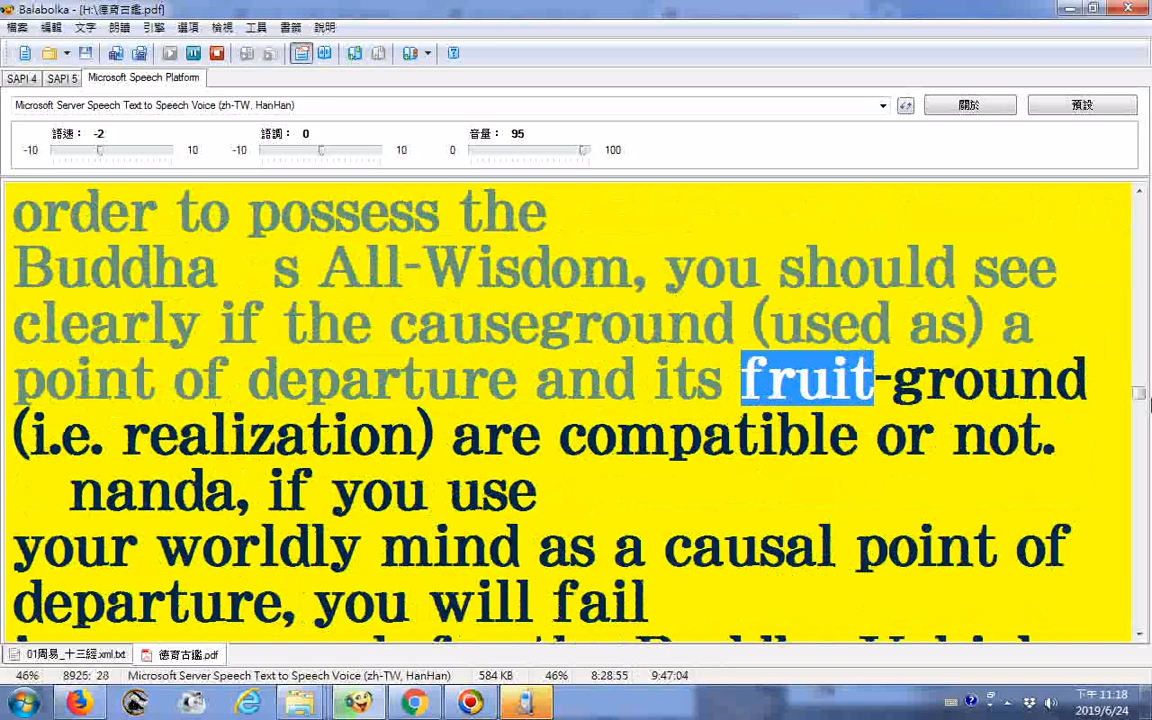 Balabolka - [H:\德育古鑑.pdf]
檔案 編輯 文字 朗讀 引擎 選項 檢視 工具 書籤 說明
SAPI 4 SAPI 5 Microsoft Speech Platform
Microsoft Server Speech Text to Speech Voice (zh-TW, HanHan) 關於 預設
語速： -2 語調： 0 音量： 95
-10 10 -10 10 0 100
order to possess the
Buddha s All-Wisdom, you should see
clearly if the causeground (used as) a
point of departure and its fruit-ground
(i.e. realization) are compatible or not.
nanda, if you use
your worldly mind as a causal point of
departure, you will fail
01周易_十三經.xml.txt 德育古鑑.pdf
46% 8925: 28 Microsoft Server Speech Text to Speech Voice (zh-TW, HanHan) 584 KB 46% 8:28:55 9:47:04
下午 11:18
2019/6/24